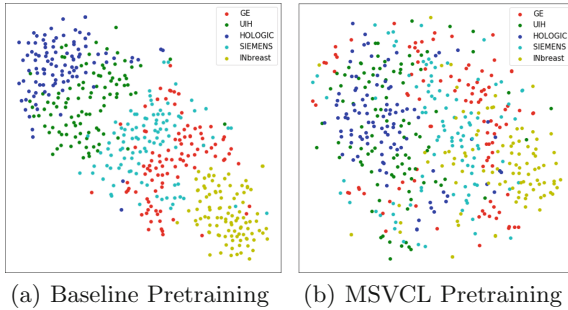 GE
UIH
HOLOGIC
SIEMENS
INbreast
GE
UIH
HOLOGIC
SIEMENS
INbreast
(a) Baseline Pretraining
(b) MSVCL Pretraining